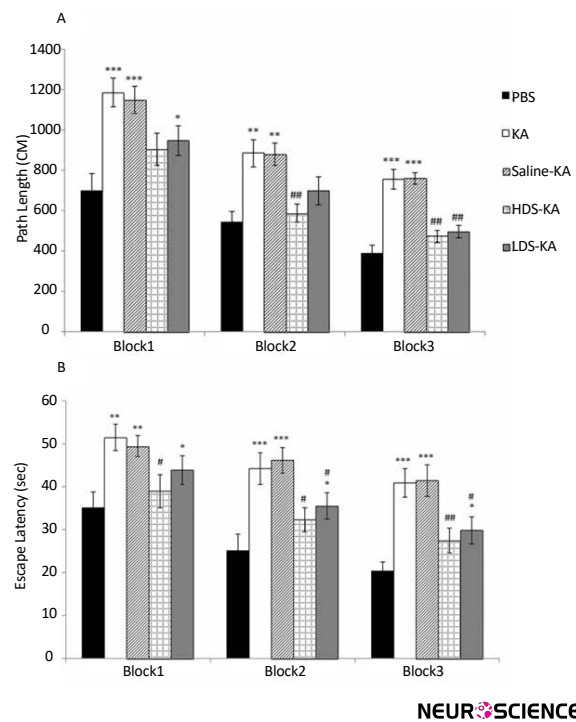 A
1400
1200
1000
800
600
400
200
0
Path Length (CM)
*** *** *
** ** ##
*** *** ## ##
Block1 Block2 Block3
PBS
KA
Saline-KA
HDS-KA
LDS-KA
B
60
50
40
30
20
10
0
Escape Latency (sec)
** ** # *
*** *** # # *
*** *** ## # *
Block1 Block2 Block3
NEUROSCIENCE